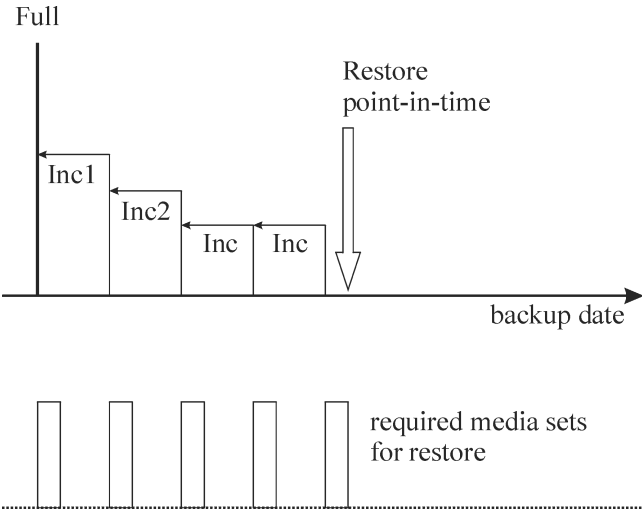 Full
Restore
point-in-time
Inc1
Inc2
Inc
Inc
backup date
required media sets
for restore